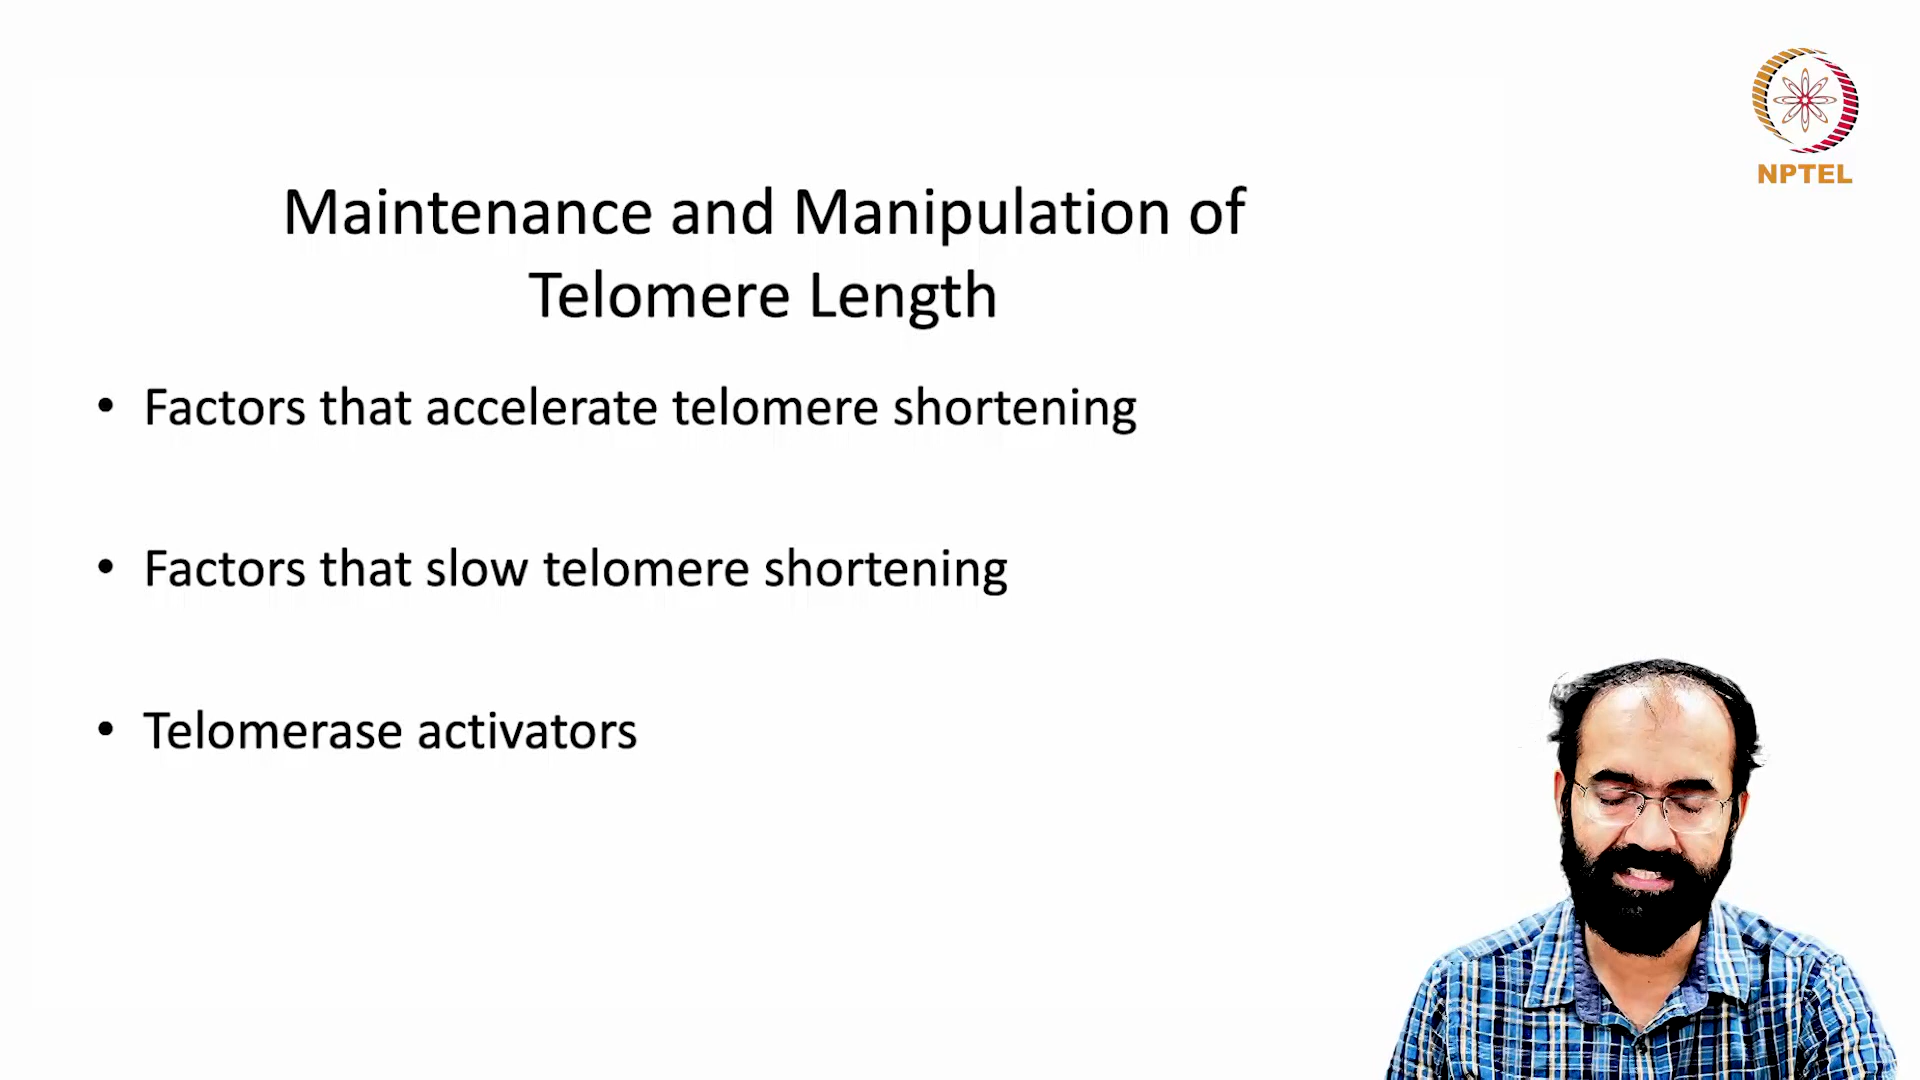 NPTEL
Maintenance and Manipulation of
Telomere Length
• Factors that accelerate telomere shortening
• Factors that slow telomere shortening
• Telomerase activators